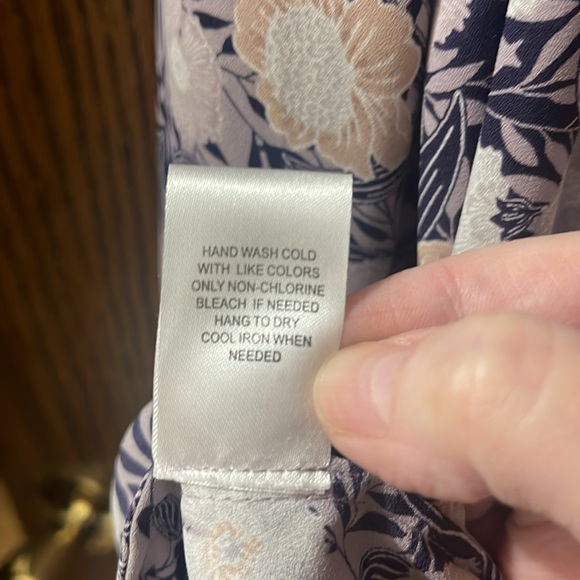 HAND WASH COLD
WITH LIKE COLORS
ONLY NON-CHLORINE
BLEACH IF NEEDED
HANG TO DRY
COOL IRON WHEN
NEEDED